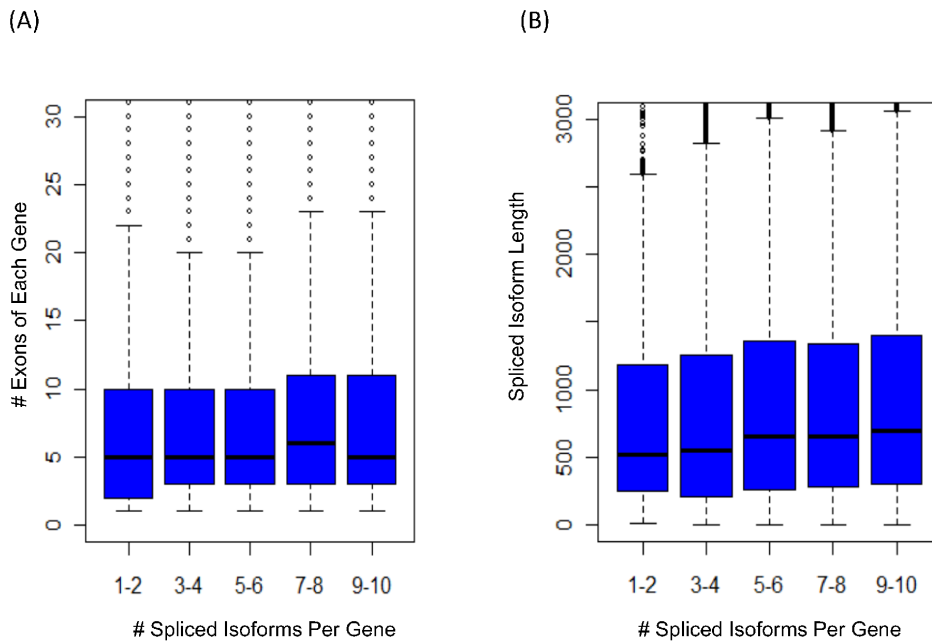 (A)
# Exons of Each Gene
30
25
20
15
10
5
0
1-2 3-4 5-6 7-8 9-10
# Spliced Isoforms Per Gene
(B)
Spliced Isoform Length
3000
2000
1000
500
0
1-2 3-4 5-6 7-8 9-10
# Spliced Isoforms Per Gene